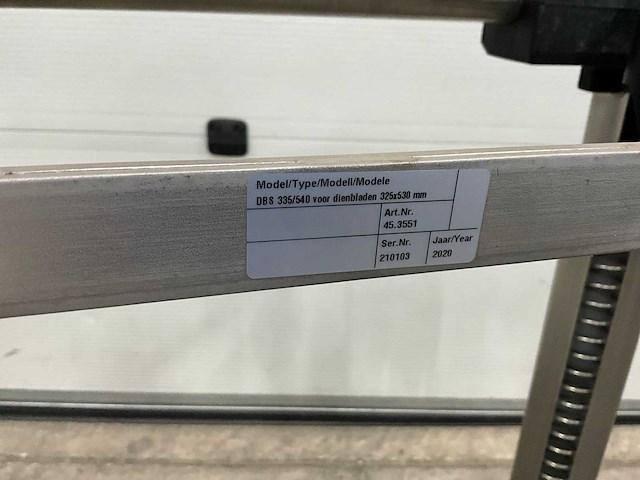 Model/Type/Modell/Modele
DBS 335/540 voor dienbladen 325x530 mm
Art.Nr.
45.3551
Ser.Nr. Jaar/Year
210103 2020